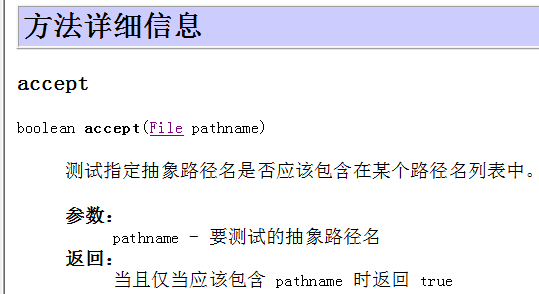 方法详细信息
accept
boolean accept(File pathname)
测试指定抽象路径名是否应该包含在某个路径名列表中。
参数：
pathname - 要测试的抽象路径名
返回：
当且仅当应该包含 pathname 时返回 true